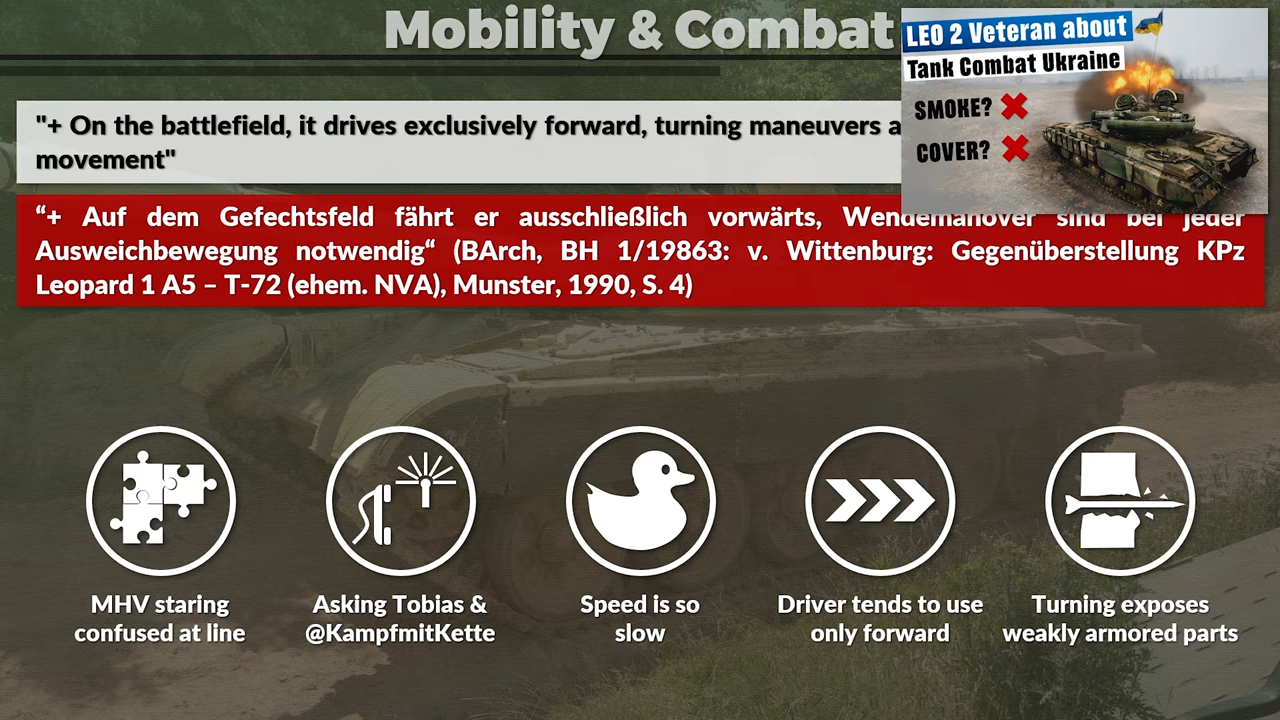 Mobility & Combat
LEO 2 Veteran about
Tank Combat Ukraine
SMOKE?
COVER?
"+ On the battlefield, it drives exclusively forward, turning maneuvers a
movement"
“+ Auf dem Gefechtsfeld fährt er ausschließlich vorwärts, Wendemanöver sind bei jeder
Ausweichbewegung notwendig“ (BArch, BH 1/19863: v. Wittenburg: Gegenüberstellung KPz
Leopard 1 A5 – T-72 (ehem. NVA), Munster, 1990, S. 4)
MHV staring
confused at line
Asking Tobias &
@KampfmitKette
Speed is so
slow
Driver tends to use
only forward
Turning exposes
weakly armored parts